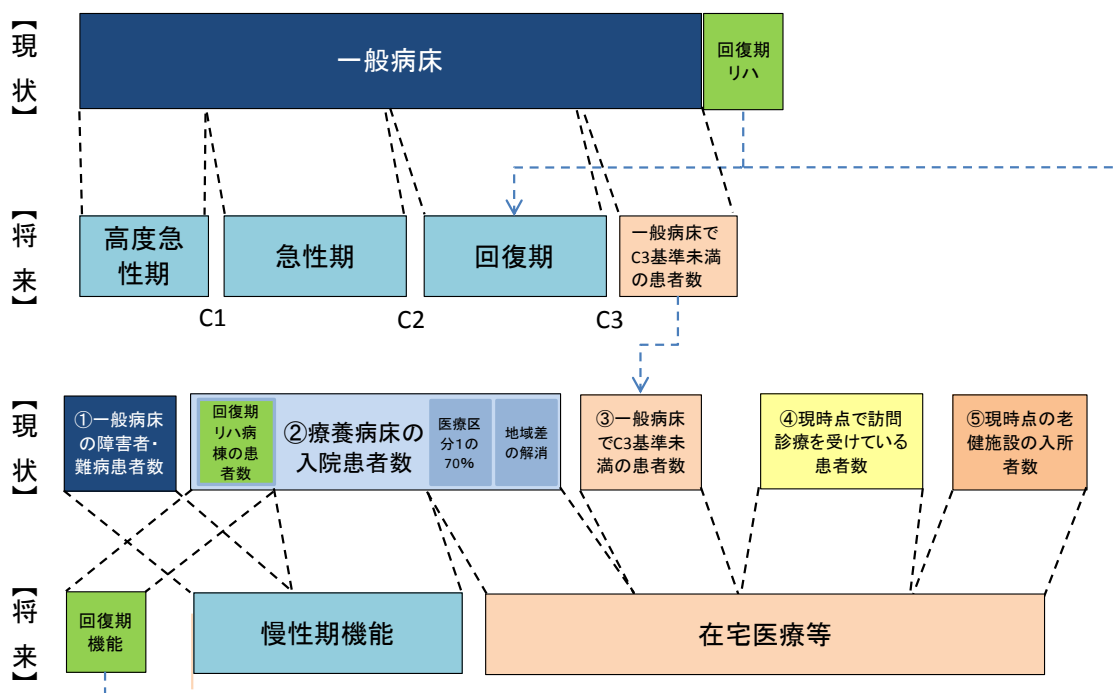 【現状】
一般病床
回復期
リハ
【将来】
高度急
性期
急性期
回復期
一般病床で
C3基準未満
の患者数
C1
C2
C3
【現状】
①一般病床
の障害者・
難病患者数
回復期
リハ病
棟の患
者数
②療養病床の
入院患者数
医療区
分1の
70%
地域差
の解消
③一般病床
でC3基準未
満の患者数
④現時点で訪問
診療を受けている
患者数
⑤現時点の老
健施設の入所
者数
【将来】
回復期
機能
慢性期機能
在宅医療等